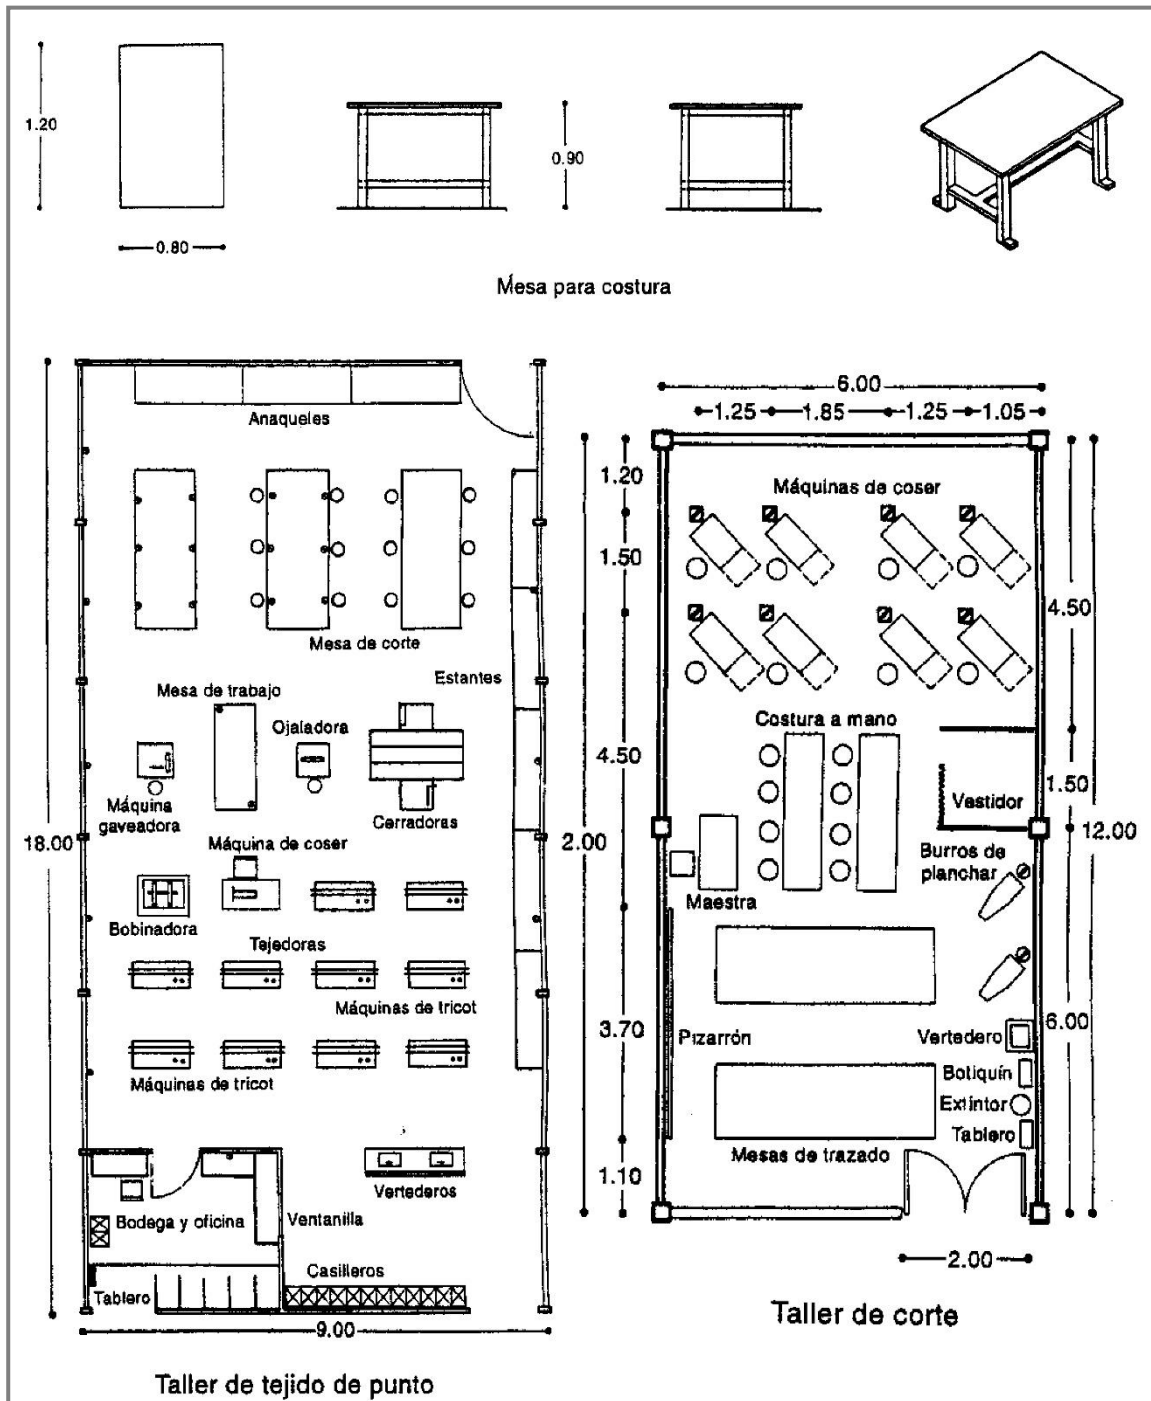 1.20
0.80
0.90
Mesa para costura
18.00
Anaqueles
Mesa de corte
Estantes
Mesa de trabajo
Ojaladora
Máquina
gaveadora
Cerradoras
Máquina de coser
Bobinadora
Tejedoras
Máquinas de tricot
Máquinas de tricot
Vertederos
Bodega y oficina
Ventanilla
Casilleros
Tablero
9.00
Taller de tejido de punto
6.00
1.25
1.85
1.25
1.05
1.20
1.50
4.50
3.70
1.10
2.00
Máquinas de coser
Costura a mano
Vestidor
Burros de
planchar
Maestra
Pizarrón
Vertedero
Botiquín
Extintor
Tablero
Mesas de trazado
4.50
1.50
6.00
12.00
2.00
Taller de corte